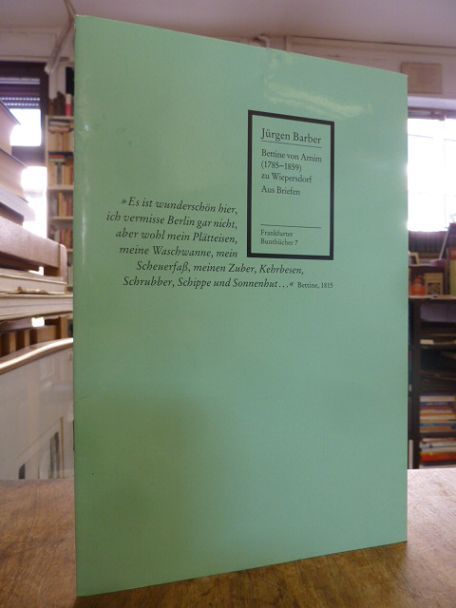 Jürgen Barber
Bettine von Arnim
(1785–1859)
zu Wiepersdorf
Aus Briefen
Frankfurter
Buntbücher 7
»Es ist wunderschön hier,
ich vermisse Berlin gar nicht,
aber wohl mein Plätteisen,
meine Waschwanne, mein
Scheuerfaß, meinen Zuber, Kehrbesen,
Schrubber, Schippe und Sonnenhut …« Bettine, 1815